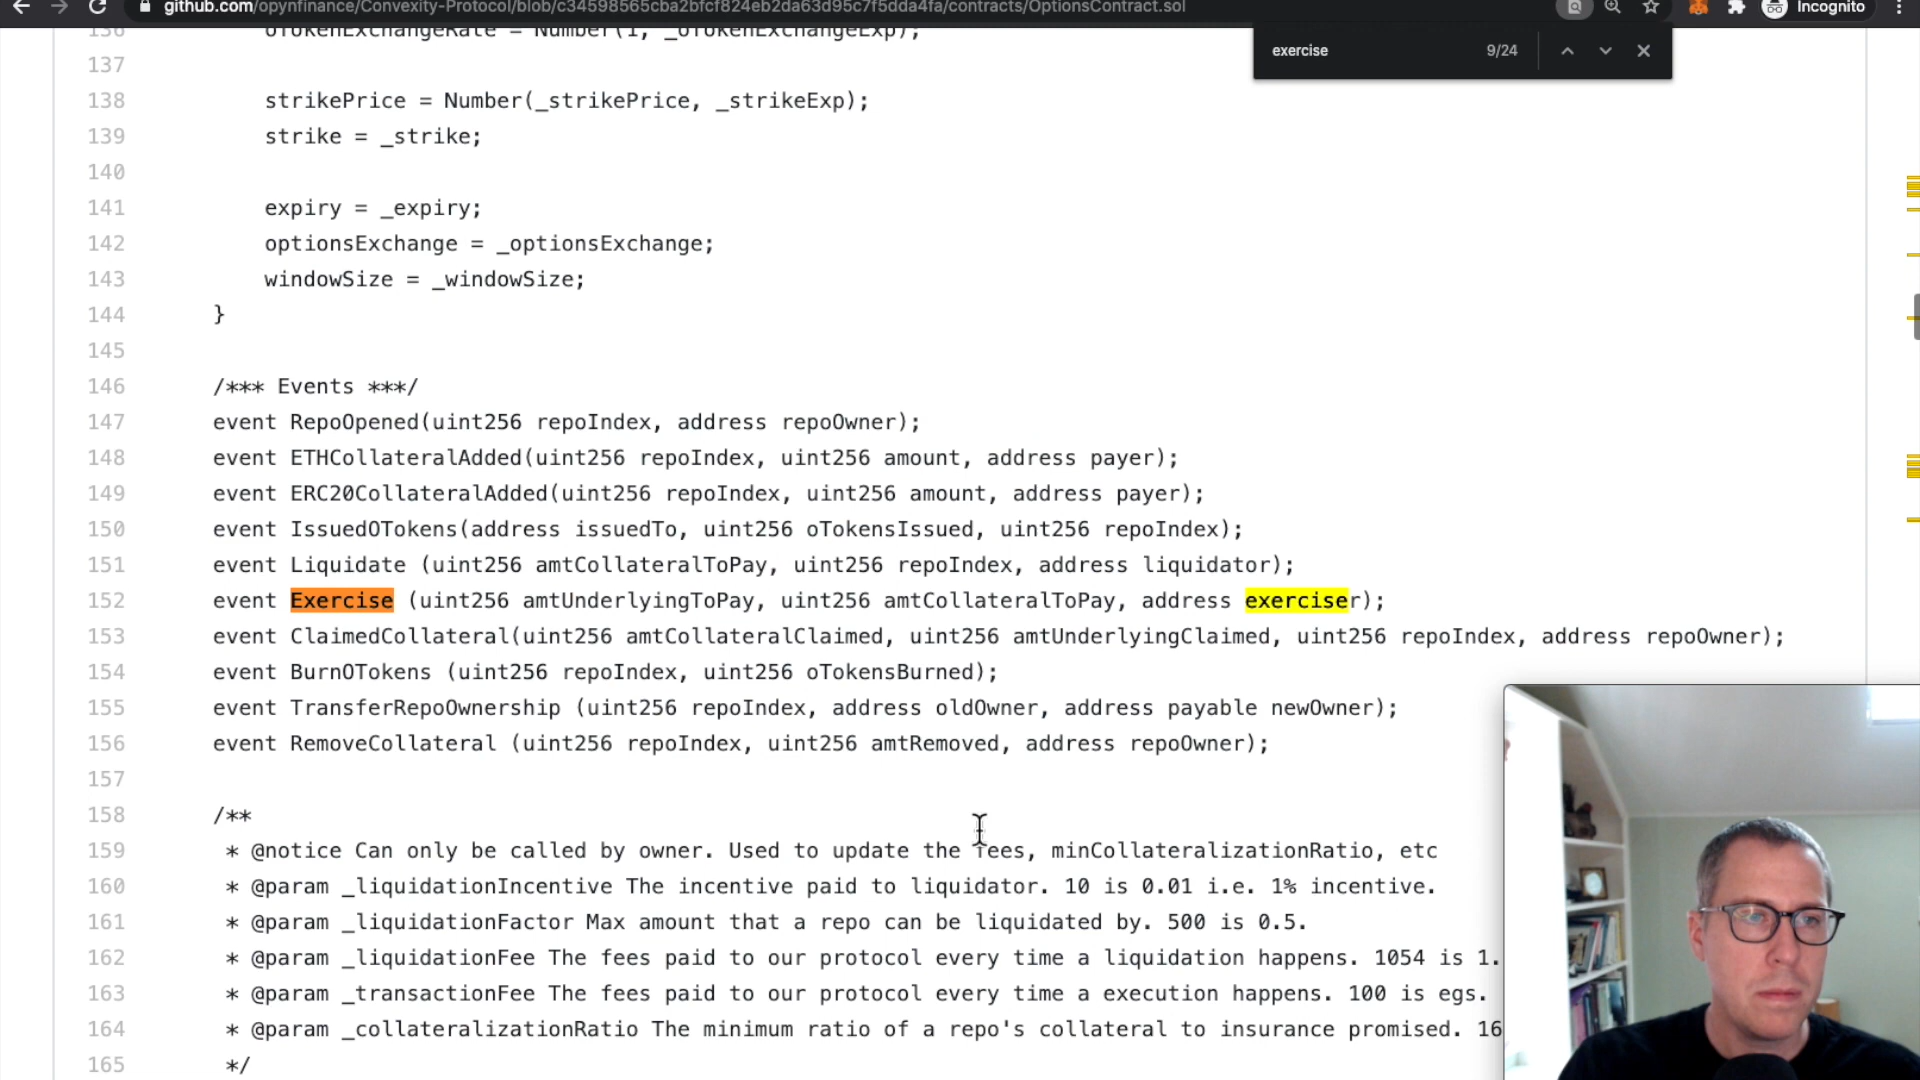 github.com/opynfinance/Convexity-Protocol/blob/c34598565cba2bfcf824eb2da63d95c7f5dda4fa/contracts/OptionsContract.sol
Incognito
exercise 9/24
136 oTokenExchangeRate = Number(1, _oTokenExchangeExp);
137
138 strikePrice = Number(_strikePrice, _strikeExp);
139 strike = _strike;
140
141 expiry = _expiry;
142 optionsExchange = _optionsExchange;
143 windowSize = _windowSize;
144 }
145
146 /*** Events ***/
147 event RepoOpened(uint256 repoIndex, address repoOwner);
148 event ETHCollateralAdded(uint256 repoIndex, uint256 amount, address payer);
149 event ERC20CollateralAdded(uint256 repoIndex, uint256 amount, address payer);
150 event IssuedOTokens(address issuedTo, uint256 oTokensIssued, uint256 repoIndex);
151 event Liquidate (uint256 amtCollateralToPay, uint256 repoIndex, address liquidator);
152 event Exercise (uint256 amtUnderlyingToPay, uint256 amtCollateralToPay, address exerciser);
153 event ClaimedCollateral(uint256 amtCollateralClaimed, uint256 amtUnderlyingClaimed, uint256 repoIndex, address repoOwner);
154 event BurnOTokens (uint256 repoIndex, uint256 oTokensBurned);
155 event TransferRepoOwnership (uint256 repoIndex, address oldOwner, address payable newOwner);
156 event RemoveCollateral (uint256 repoIndex, uint256 amtRemoved, address repoOwner);
157
158 /**
159 * @notice Can only be called by owner. Used to update the fees, minCollateralizationRatio, etc
160 * @param _liquidationIncentive The incentive paid to liquidator. 10 is 0.01 i.e. 1% incentive.
161 * @param _liquidationFactor Max amount that a repo can be liquidated by. 500 is 0.5.
162 * @param _liquidationFee The fees paid to our protocol every time a liquidation happens. 1054 is 1.
163 * @param _transactionFee The fees paid to our protocol every time a execution happens. 100 is egs.
164 * @param _collateralizationRatio The minimum ratio of a repo's collateral to insurance promised. 16
165 */